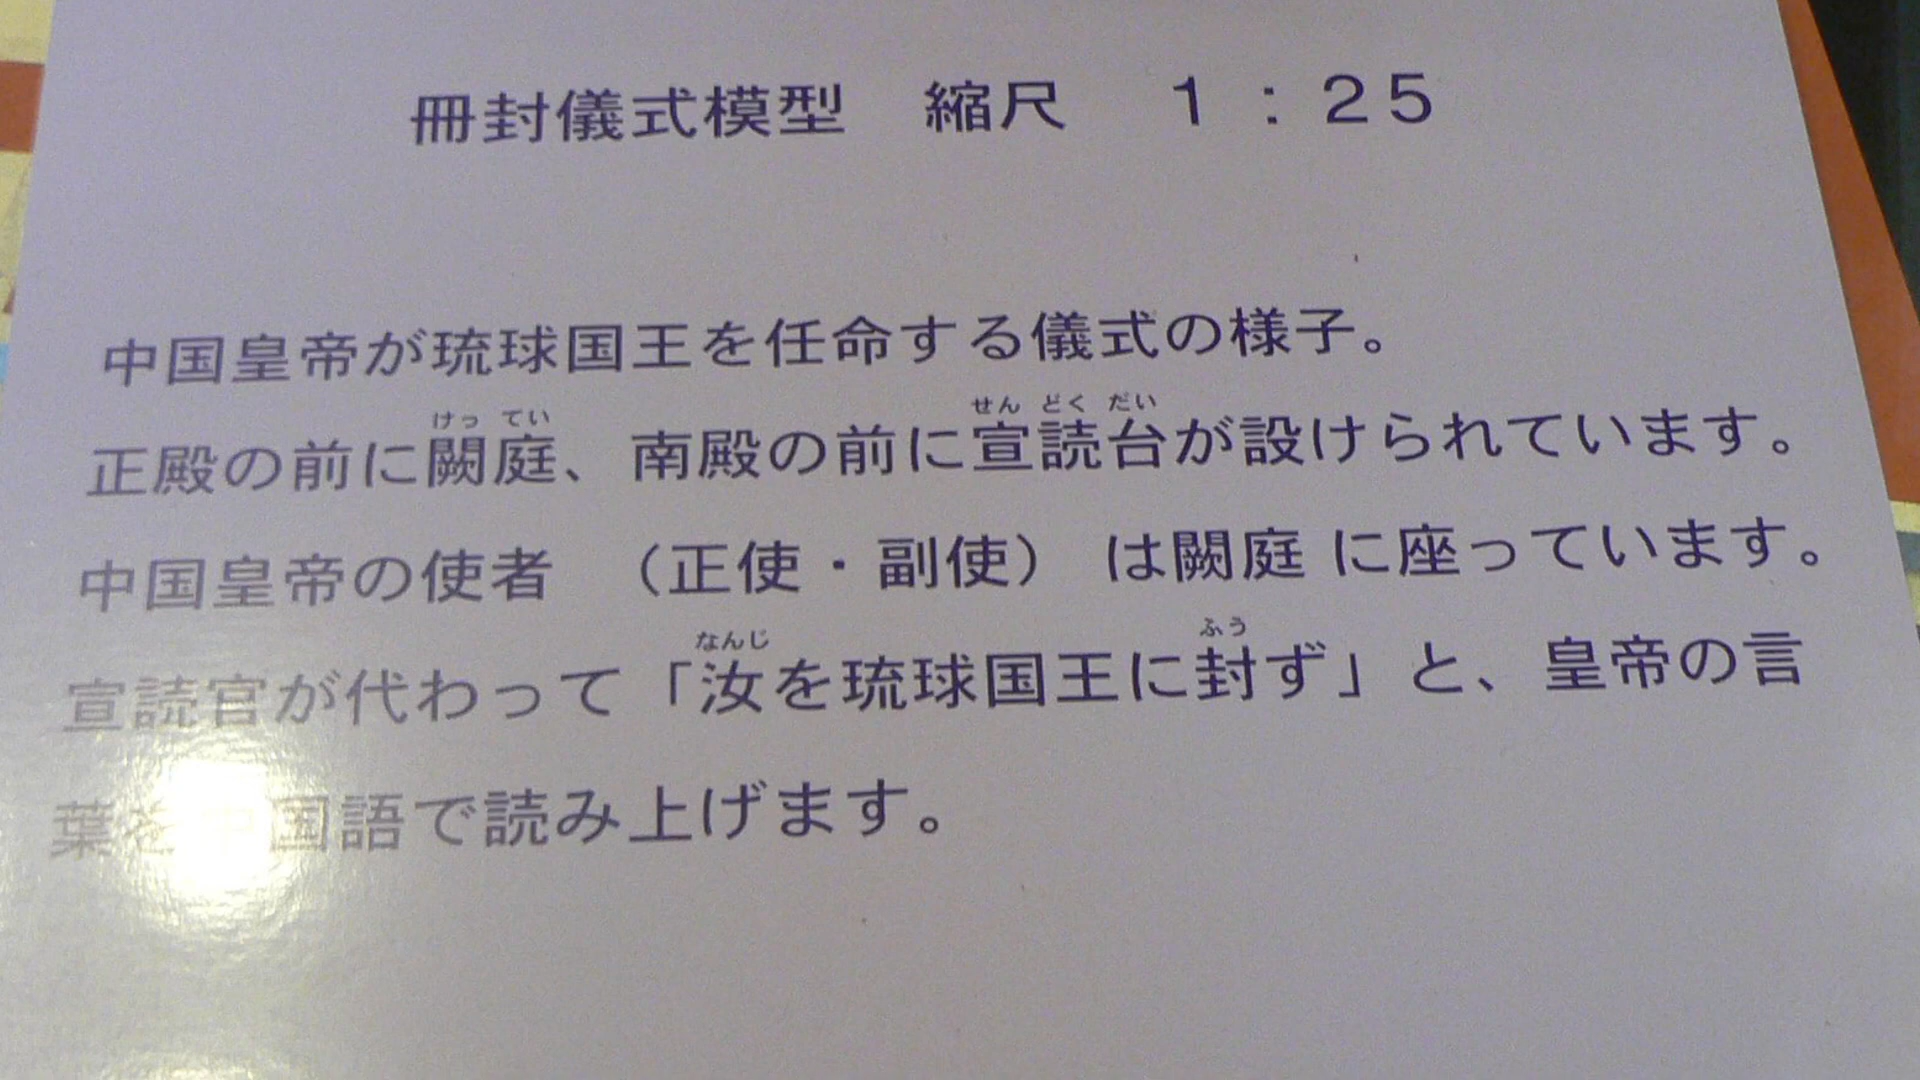 冊封儀式模型　縮尺　１：２５
中国皇帝が琉球国王を任命する儀式の様子。
けってい せんどくだい
正殿の前に闕庭、南殿の前に宣読台が設けられています。
中国皇帝の使者　（正使・副使）　は闕庭 に座っています。
なんじ ふう
宣読官が代わって「汝を琉球国王に封ず」と、皇帝の言
葉を中国語で読み上げます。